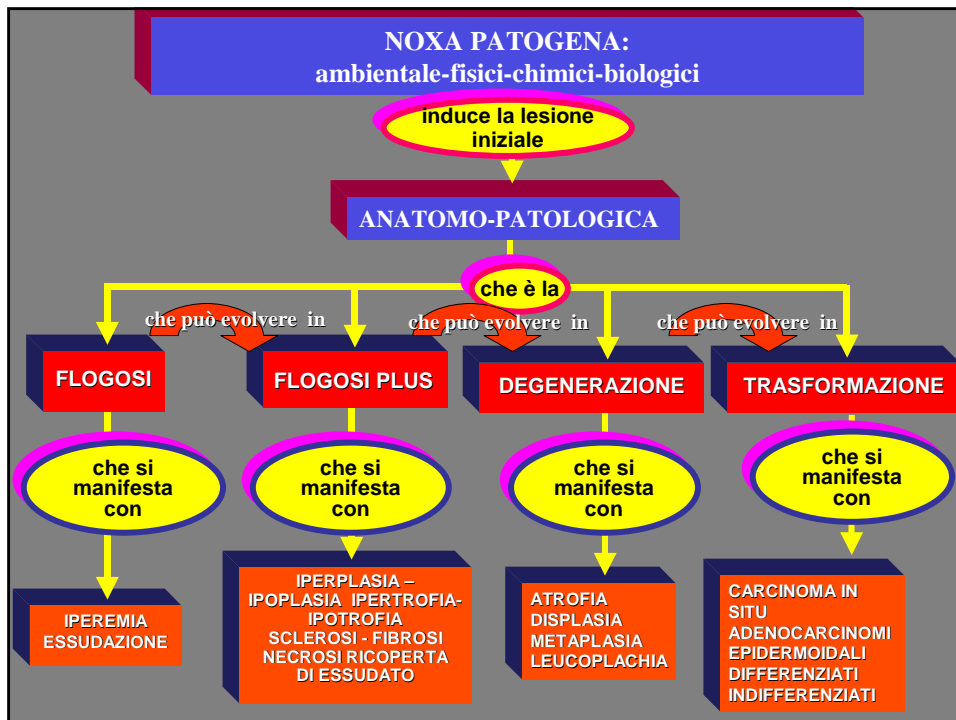 NOXA PATOGENA:
ambientale-fisici-chimici-biologici
induce la lesione
iniziale
ANATOMO-PATOLOGICA
che è la
che può evolvere in
che può evolvere in
che può evolvere in
FLOGOSI
FLOGOSI PLUS
DEGENERAZIONE
TRASFORMAZIONE
che si
manifesta
con
che si
manifesta
con
che si
manifesta
con
che si
manifesta
con
IPEREMIA
ESSUDAZIONE
IPERPLASIA –
IPOPLASIA IPERTROFIA-
IPOTROFIA
SCLEROSI - FIBROSI
NECROSI RICOPERTA
DI ESSUDATO
ATROFIA
DISPLASIA
METAPLASIA
LEUCOPLACHIA
CARCINOMA IN
SITU
ADENOCARCINOMI
EPIDERMOIDALI
DIFFERENZIATI
INDIFFERENZIATI